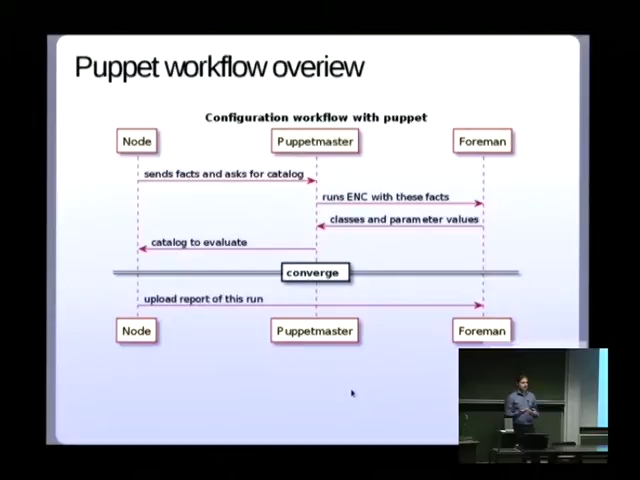 Puppet workflow overiew
Configuration workflow with puppet
Node Puppetmaster Foreman
sends facts and asks for catalog
runs ENC with these facts
classes and parameter values
catalog to evaluate
converge
upload report of this run
Node Puppetmaster Foreman